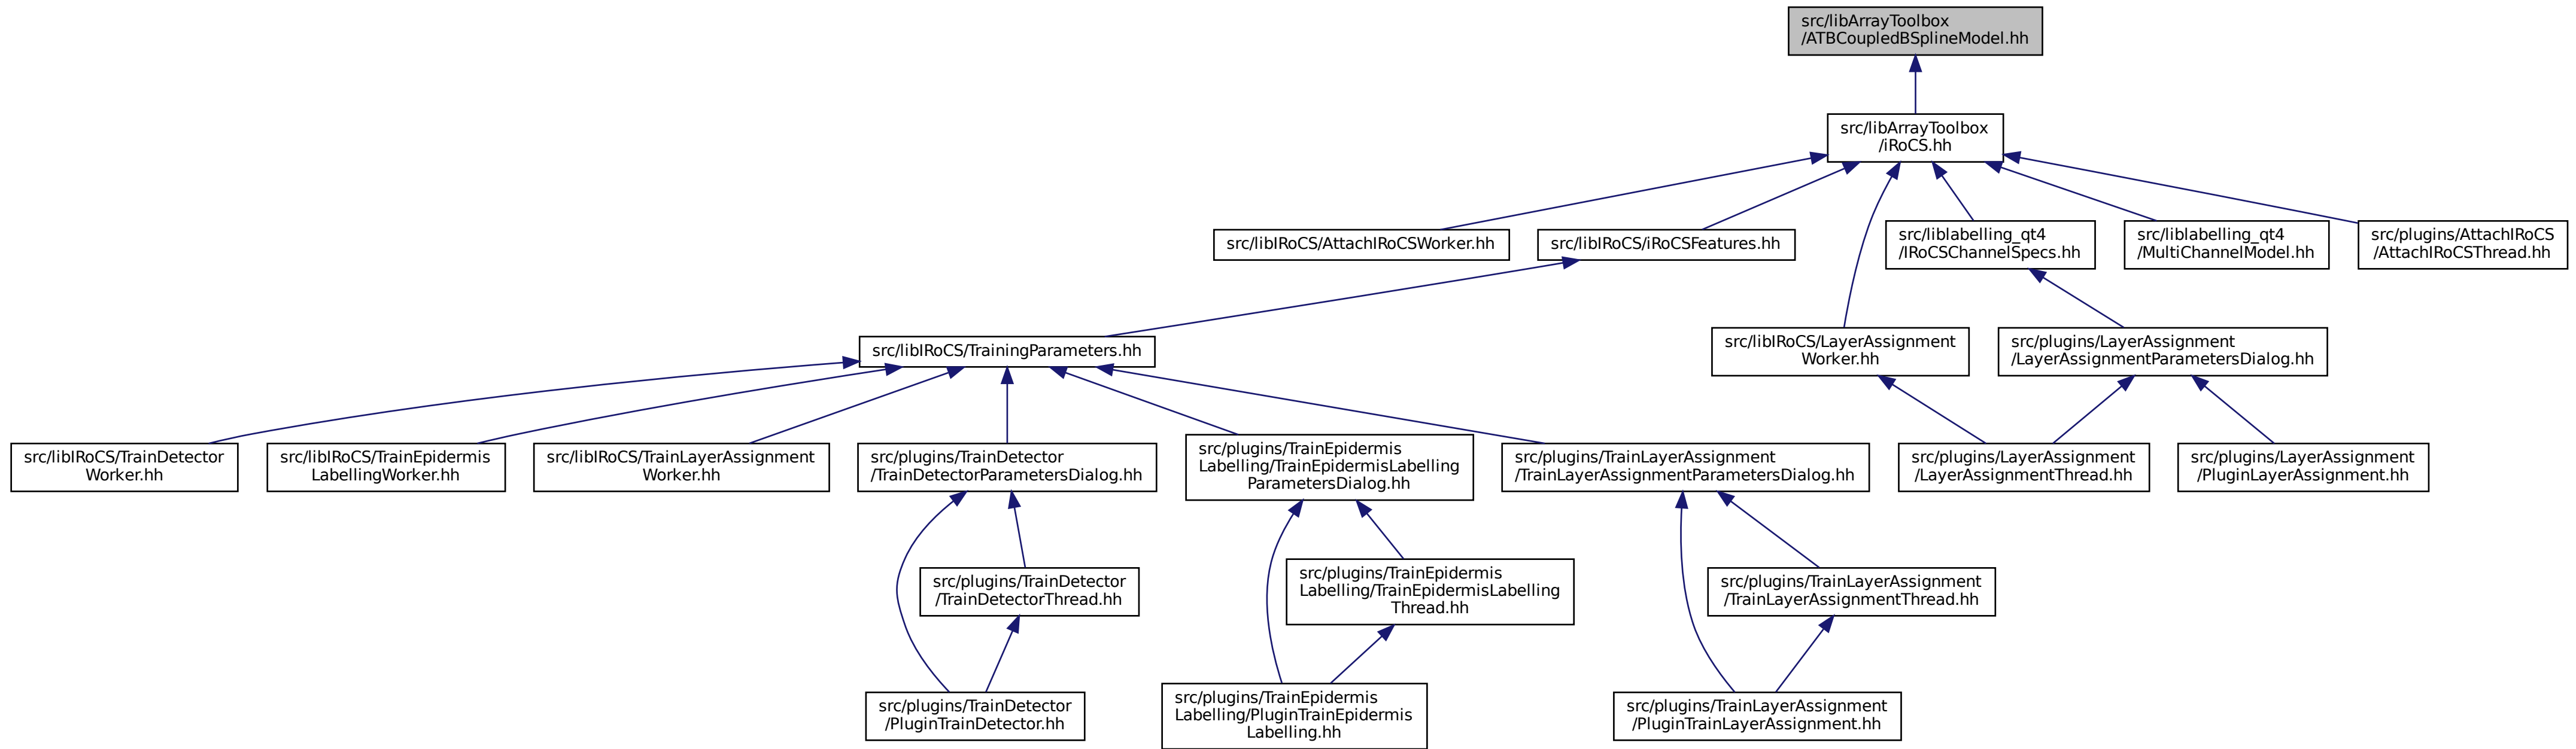 src/libArrayToolbox
/ATBCoupledBSplineModel.hh
src/libArrayToolbox
/iRoCS.hh
src/libIRoCS/AttachIRoCSWorker.hh
src/libIRoCS/iRoCSFeatures.hh
src/liblabelling_qt4
/IRoCSChannelSpecs.hh
src/liblabelling_qt4
/MultiChannelModel.hh
src/plugins/AttachIRoCS
/AttachIRoCSThread.hh
src/libIRoCS/TrainingParameters.hh
src/libIRoCS/LayerAssignment
Worker.hh
src/plugins/LayerAssignment
/LayerAssignmentParametersDialog.hh
src/libIRoCS/TrainDetector
Worker.hh
src/libIRoCS/TrainEpidermis
LabellingWorker.hh
src/libIRoCS/TrainLayerAssignment
Worker.hh
src/plugins/TrainDetector
/TrainDetectorParametersDialog.hh
src/plugins/TrainEpidermis
Labelling/TrainEpidermisLabelling
ParametersDialog.hh
src/plugins/TrainLayerAssignment
/TrainLayerAssignmentParametersDialog.hh
src/plugins/LayerAssignment
/LayerAssignmentThread.hh
src/plugins/LayerAssignment
/PluginLayerAssignment.hh
src/plugins/TrainDetector
/TrainDetectorThread.hh
src/plugins/TrainEpidermis
Labelling/TrainEpidermisLabelling
Thread.hh
src/plugins/TrainLayerAssignment
/TrainLayerAssignmentThread.hh
src/plugins/TrainDetector
/PluginTrainDetector.hh
src/plugins/TrainEpidermis
Labelling/PluginTrainEpidermis
Labelling.hh
src/plugins/TrainLayerAssignment
/PluginTrainLayerAssignment.hh